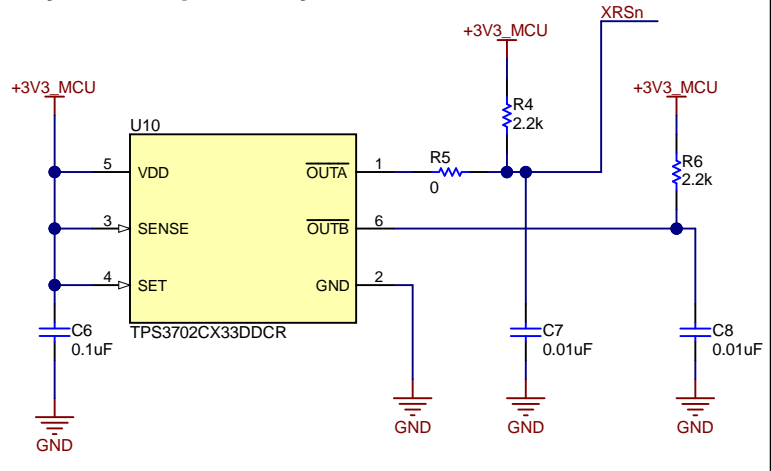 XRSn
+3V3_MCU
+3V3_MCU
+3V3_MCU
R4
2.2k
U10
5
VDD
OUTA
1
R5
0
R6
2.2k
3
SENSE
OUTB
6
4
SET
GND
2
TPS3702CX33DDCR
C6
0.1uF
C7
0.01uF
C8
0.01uF
GND
GND
GND
GND